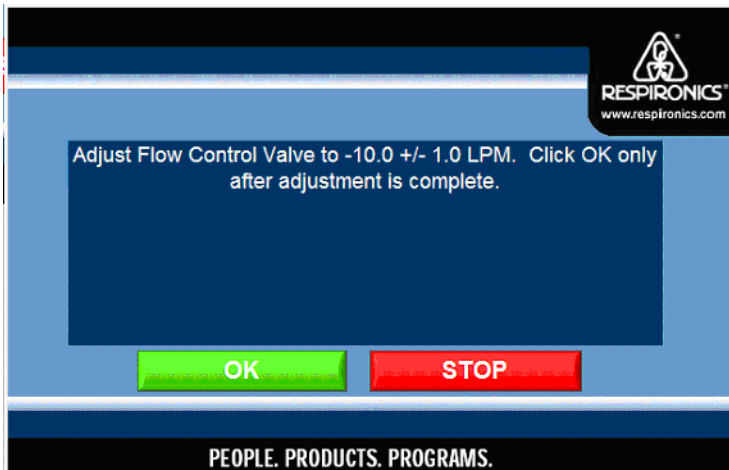 RESPIRONICS®
www.respironics.com
Adjust Flow Control Valve to -10.0 +/- 1.0 LPM.  Click OK only
after adjustment is complete.
OK
STOP
PEOPLE. PRODUCTS. PROGRAMS.